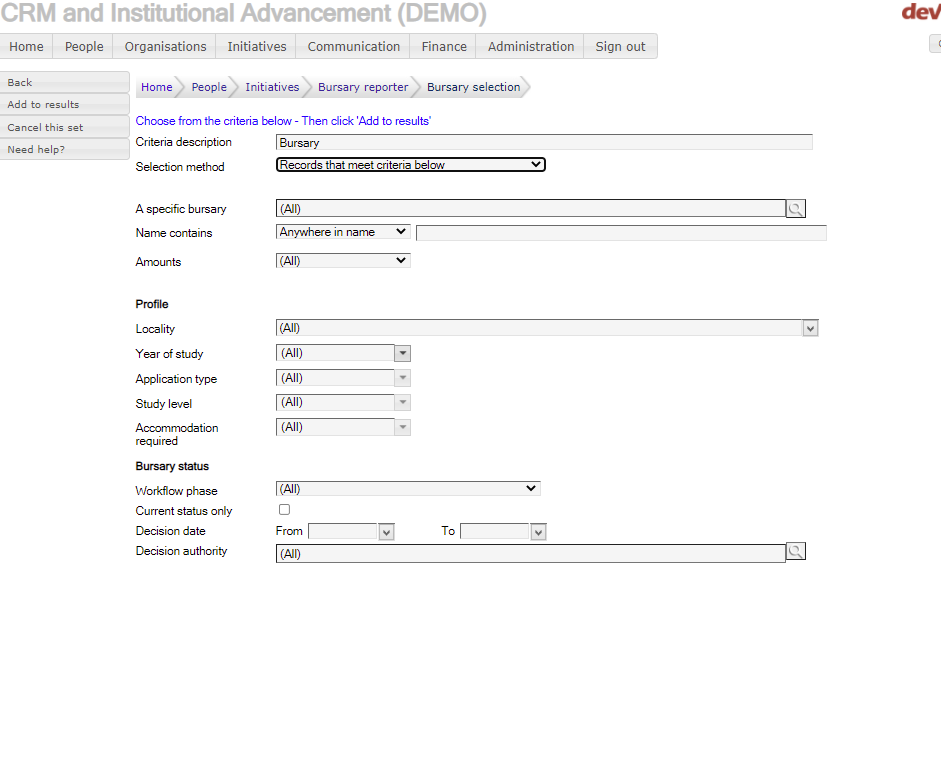 CRM and Institutional Advancement (DEMO)
dev
Home People Organisations Initiatives Communication Finance Administration Sign out
Back
Add to results
Cancel this set
Need help?
Home People Initiatives Bursary reporter Bursary selection
Choose from the criteria below - Then click 'Add to results'
Criteria description Bursary
Selection method Records that meet criteria below
A specific bursary (All)
Name contains Anywhere in name
Amounts (All)
Profile
Locality (All)
Year of study (All)
Application type (All)
Study level (All)
Accommodation
required (All)
Bursary status
Workflow phase (All)
Current status only
Decision date From To
Decision authority (All)